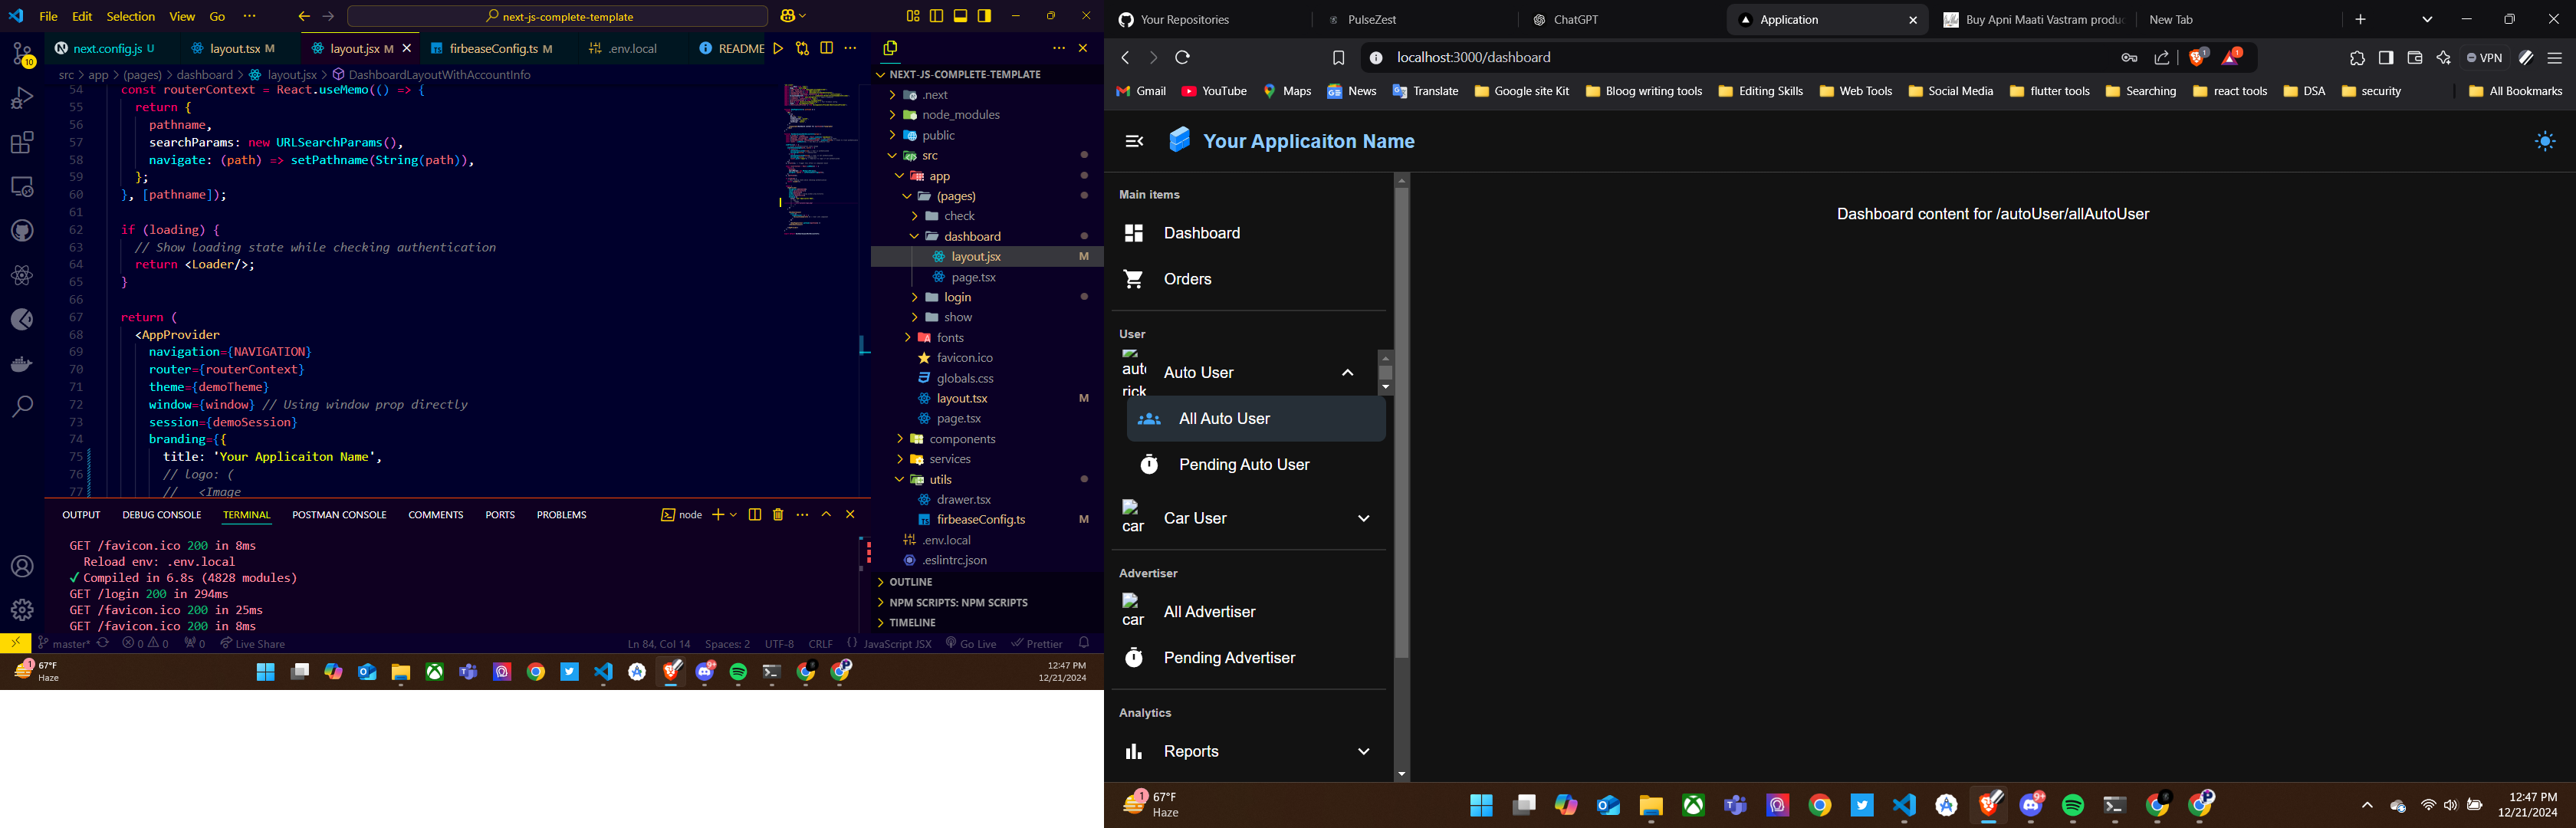 File Edit Selection View Go ··· next-js-complete-template
next.config.js U layout.tsx M layout.jsx M firbeaseConfig.ts M .env.local README
src > app > (pages) > dashboard > layout.jsx > DashboardLayoutWithAccountInfo
54 const routerContext = React.useMemo(() => {
55 return {
56 pathname,
57 searchParams: new URLSearchParams(),
58 navigate: (path) => setPathname(String(path)),
59 };
60 }, [pathname]);
61
62 if (loading) {
63 // Show loading state while checking authentication
64 return <Loader/>;
65 }
66
67 return (
68 <AppProvider
69 navigation={NAVIGATION}
70 router={routerContext}
71 theme={demoTheme}
72 window={window} // Using window prop directly
73 session={demoSession}
74 branding={{
75 title: 'Your Applicaiton Name',
76 // logo: (
77 // <Image
OUTPUT DEBUG CONSOLE TERMINAL POSTMAN CONSOLE COMMENTS PORTS PROBLEMS node
GET /favicon.ico 200 in 8ms
Reload env: .env.local
✓ Compiled in 6.8s (4828 modules)
GET /login 200 in 294ms
GET /favicon.ico 200 in 25ms
GET /favicon.ico 200 in 8ms
NEXT-JS-COMPLETE-TEMPLATE
.next
node_modules
public
src
app
(pages)
check
dashboard
layout.jsx M
page.tsx
login
show
fonts
favicon.ico
globals.css
layout.tsx M
page.tsx
components
services
utils
drawer.tsx
firbeaseConfig.ts M
.env.local
.eslintrc.json
OUTLINE
NPM SCRIPTS: NPM SCRIPTS
TIMELINE
10
master* 0 0 0 Live Share Ln 84, Col 14 Spaces: 2 UTF-8 CRLF JavaScript JSX Go Live Prettier
1 67°F
Haze
12:47 PM
12/21/2024
Your Repositories PulseZest ChatGPT Application Buy Apni Maati Vastram produ New Tab
localhost:3000/dashboard 1 1 VPN
Gmail YouTube Maps News Translate Google site Kit Bloog writing tools Editing Skills Web Tools Social Media flutter tools Searching react tools DSA security All Bookmarks
Your Applicaiton Name
Main items
Dashboard
Orders
User
auto
rick
Auto User
All Auto User
Pending Auto User
car Car User
Advertiser
car All Advertiser
Pending Advertiser
Analytics
Reports
Dashboard content for /autoUser/allAutoUser
1 67°F
Haze
12:47 PM
12/21/2024